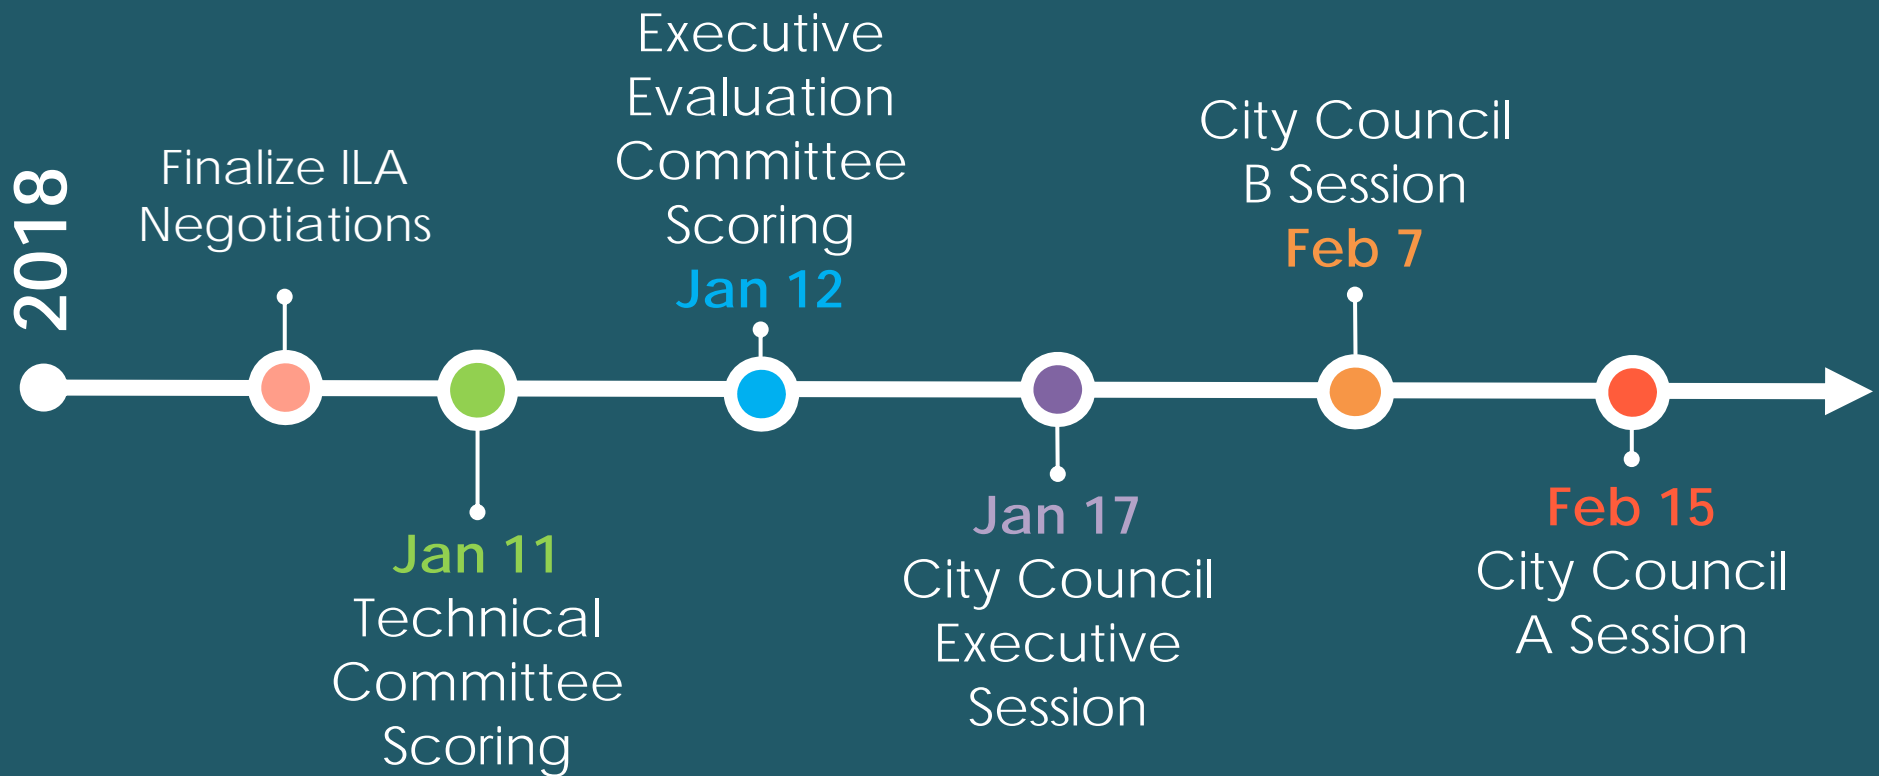 2018
Finalize ILA
Negotiations
Jan 11
Technical
Committee
Scoring
Executive
Evaluation
Committee
Scoring
Jan 12
Jan 17
City Council
Executive
Session
City Council
B Session
Feb 7
Feb 15
City Council
A Session